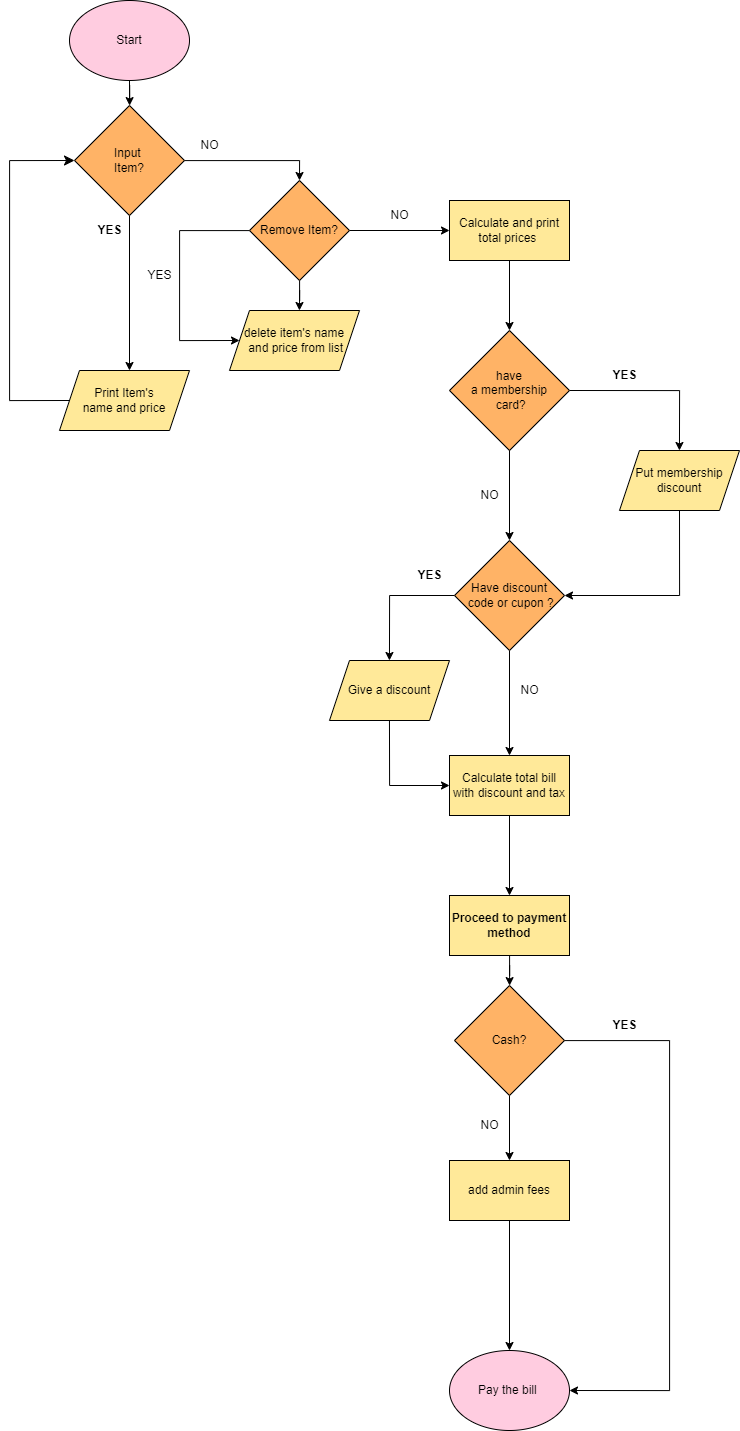 Start
Input
Item?
NO
YES
Remove Item?
NO
YES
Calculate and print
total prices
delete item's name
and price from list
Print Item's
name and price
have
a membership
card?
YES
NO
Put membership
discount
Have discount
code or cupon ?
YES
NO
Give a discount
Calculate total bill
with discount and tax
Proceed to payment
method
Cash?
YES
NO
add admin fees
Pay the bill